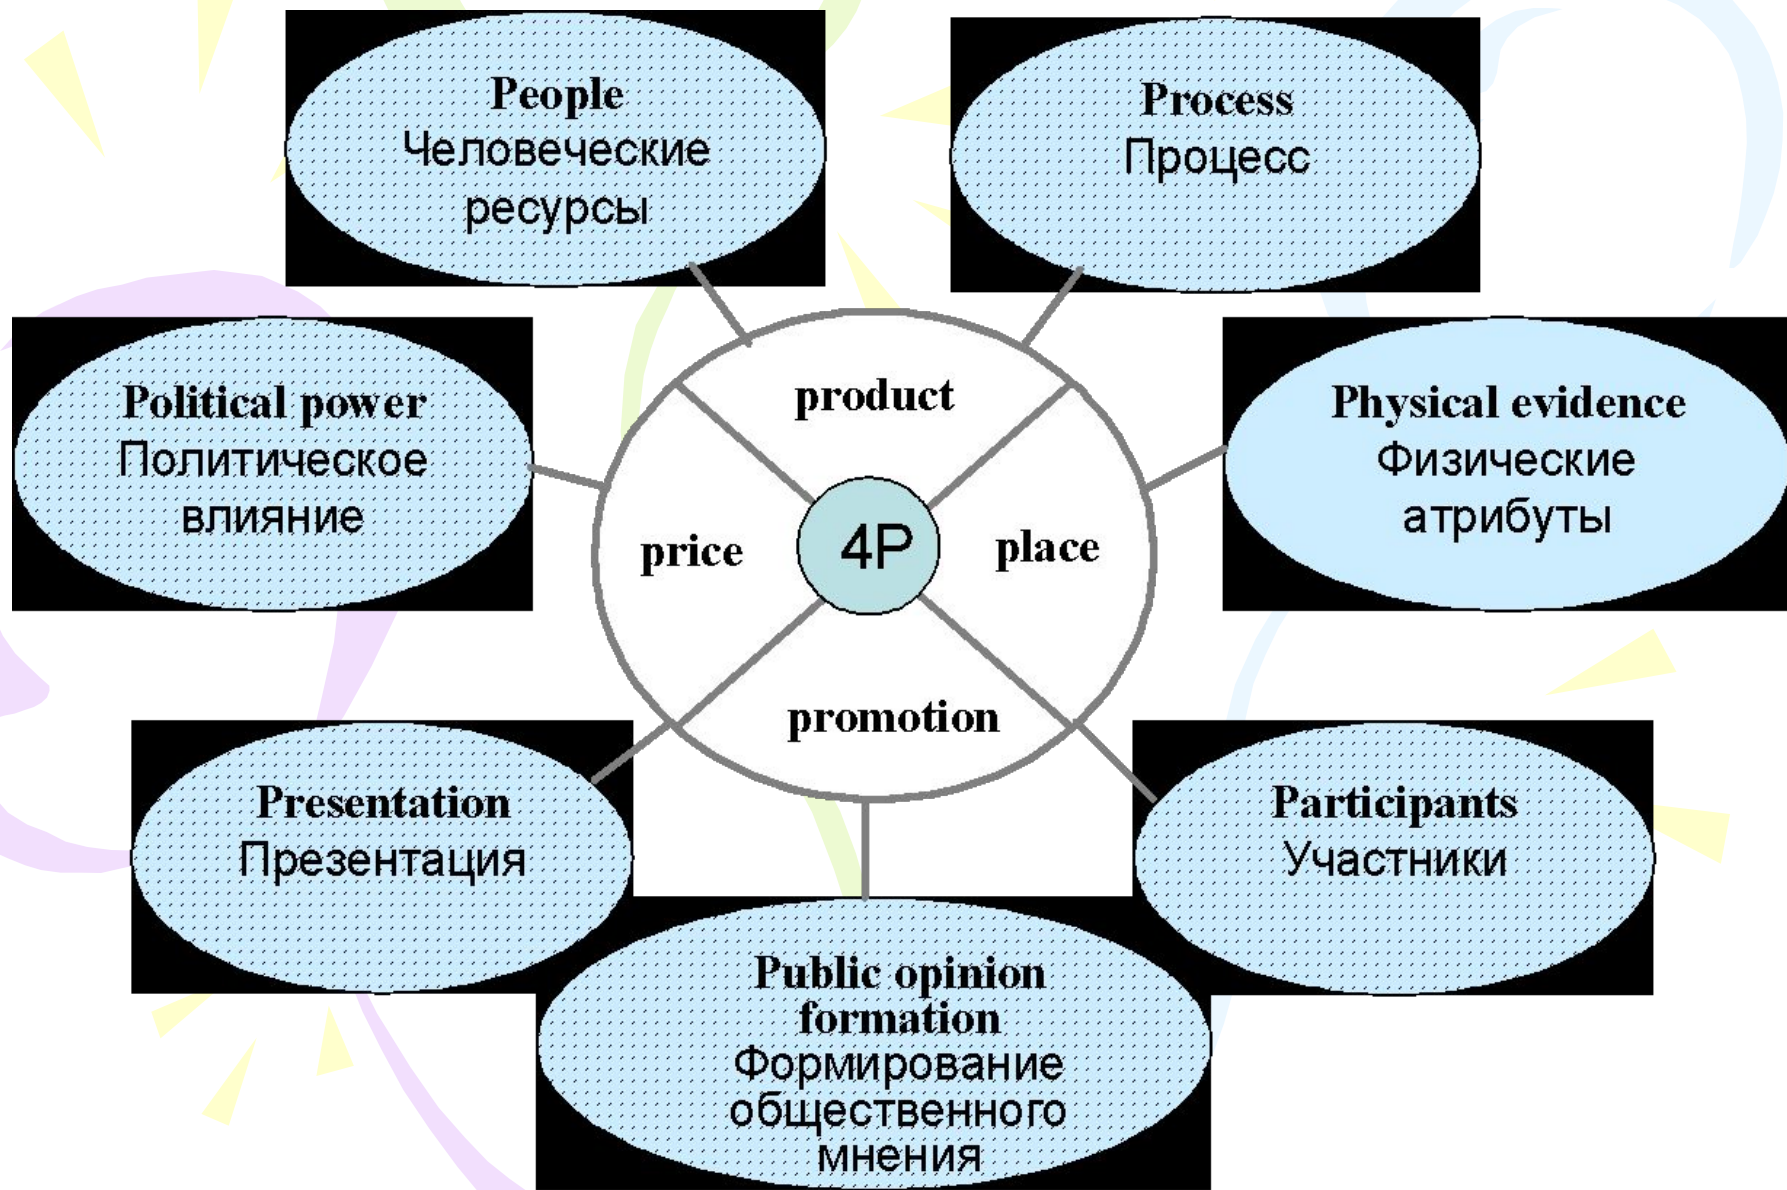 People
Человеческие
ресурсы
Process
Процесс
Political power
Политическое
влияние
product
Physical evidence
Физические
атрибуты
price
4P
place
promotion
Presentation
Презентация
Participants
Участники
Public opinion
formation
Формирование
общественного
мнения